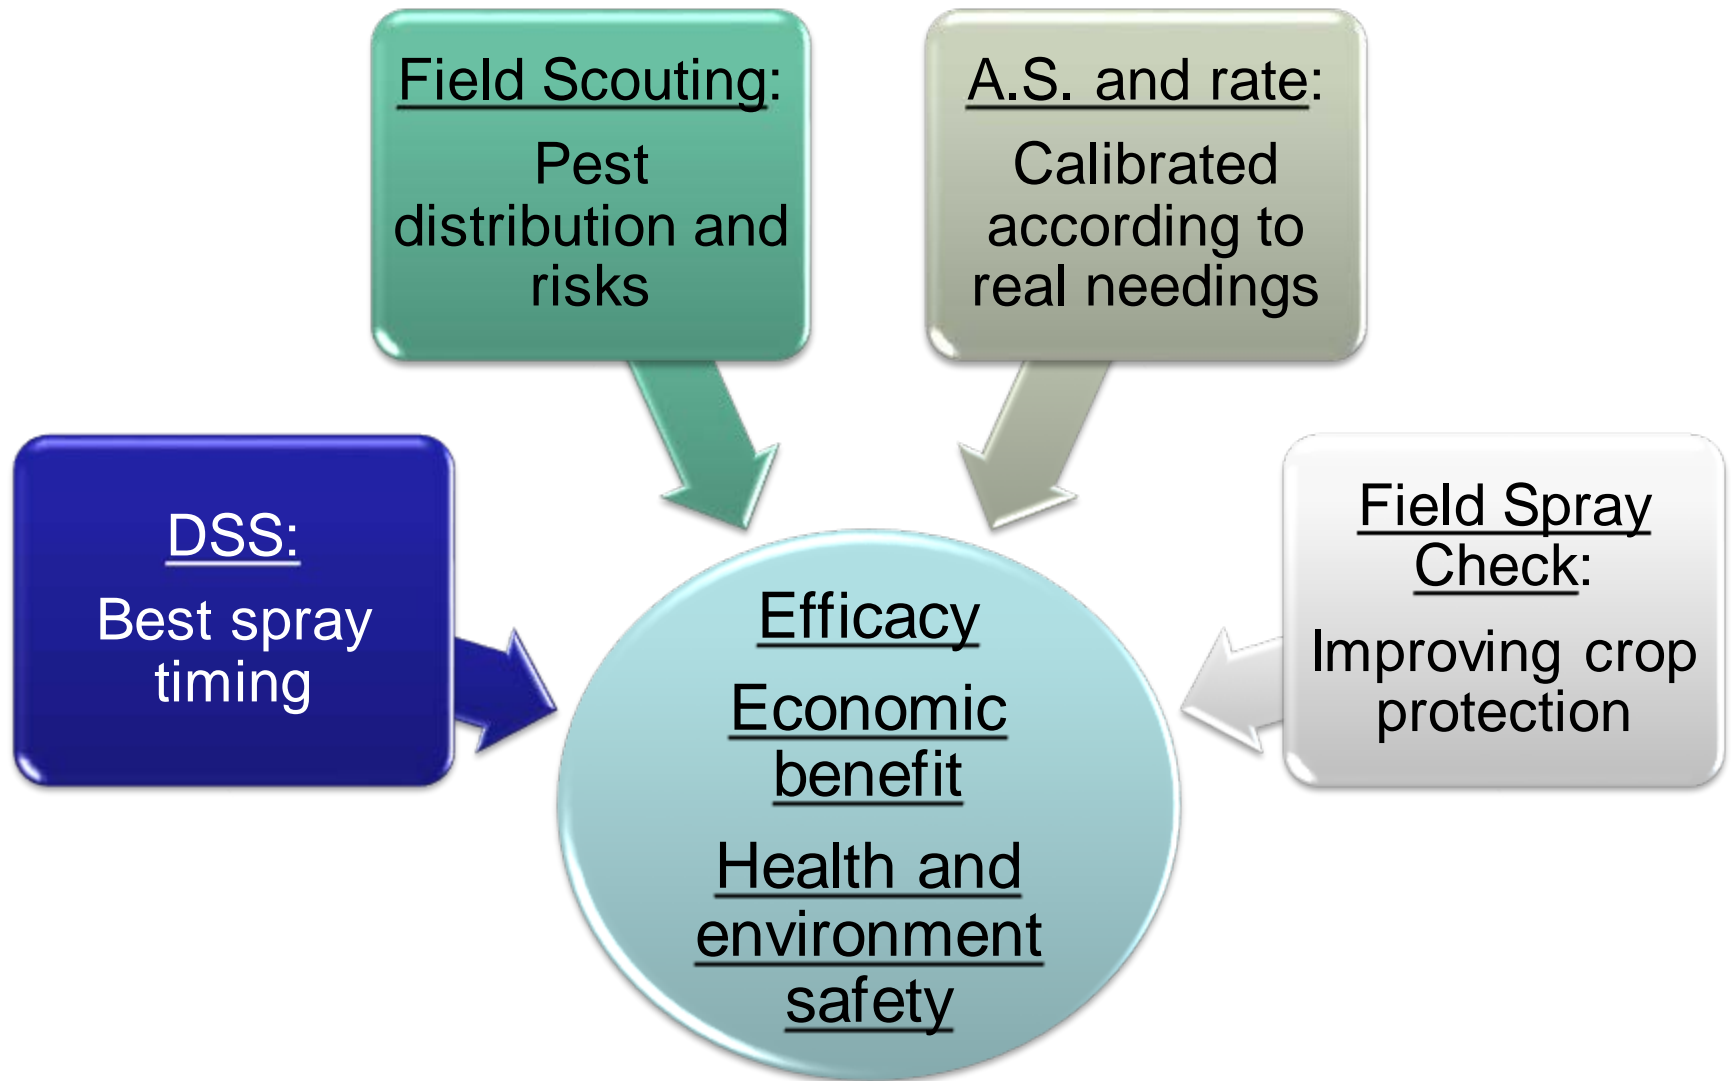 Field Scouting:
Pest
distribution and
risks
A.S. and rate:
Calibrated
according to
real needings
DSS:
Best spray
timing
Field Spray
Check:
Improving crop
protection
Efficacy
Economic
benefit
Health and
environment
safety